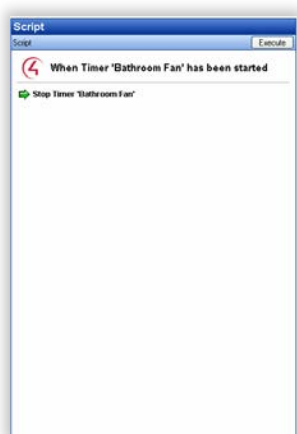 Script
Script Execute
When Timer 'Bathroom Fan' has been started
Stop Timer 'Bathroom Fan'